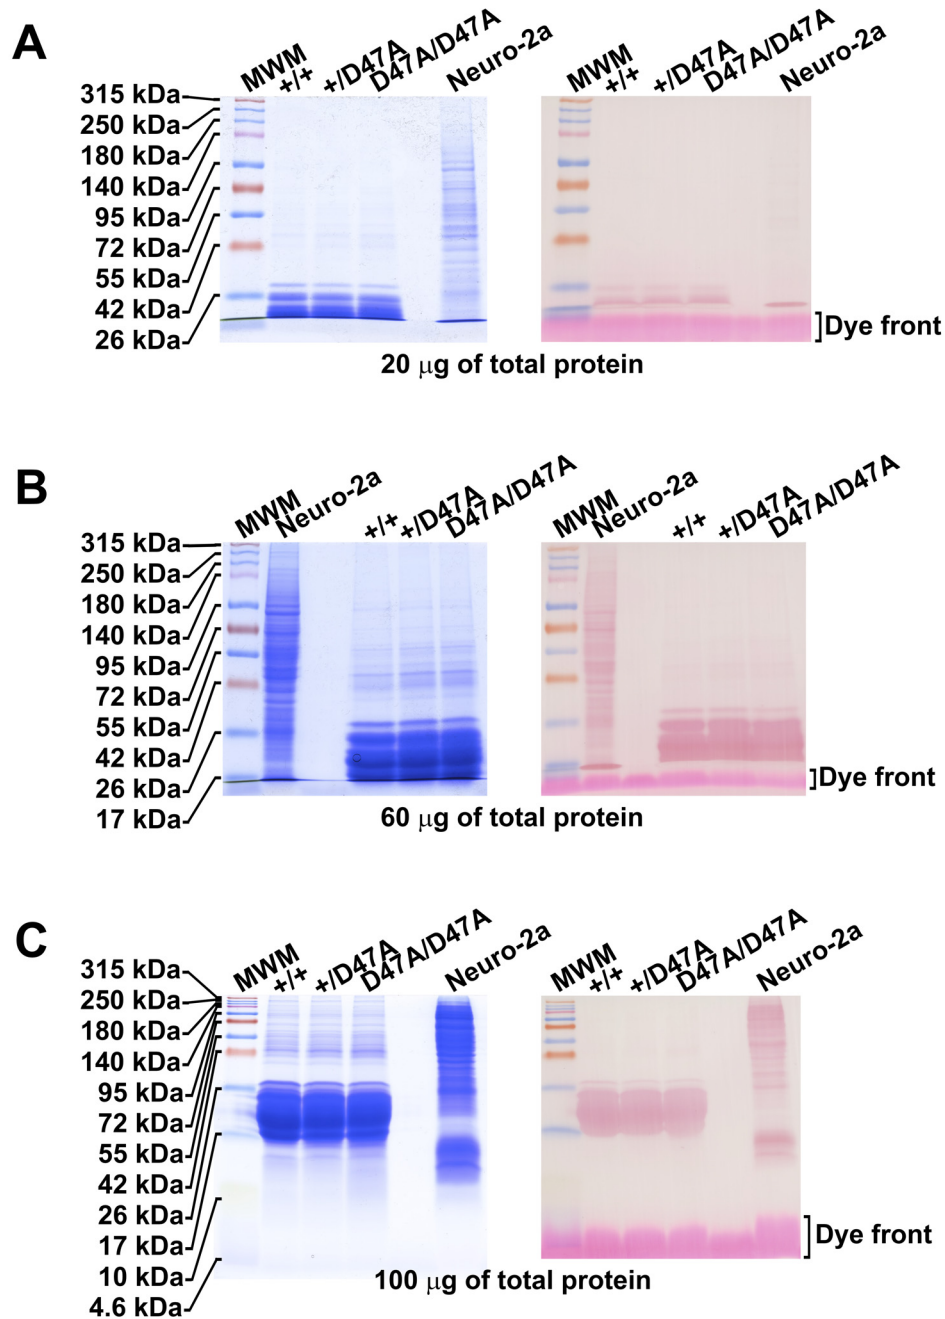 A
MWM
+/+
+/D47A
D47A/D47A
Neuro-2a
MWM
+/+
+/D47A
D47A/D47A
Neuro-2a
315 kDa
250 kDa
180 kDa
140 kDa
95 kDa
72 kDa
55 kDa
42 kDa
26 kDa
Dye front
20 μg of total protein
B
MWM
Neuro-2a
+/+
+/D47A
D47A/D47A
MWM
Neuro-2a
+/+
+/D47A
D47A/D47A
315 kDa
250 kDa
180 kDa
140 kDa
95 kDa
72 kDa
55 kDa
42 kDa
26 kDa
17 kDa
Dye front
60 μg of total protein
C
MWM
+/+
+/D47A
D47A/D47A
Neuro-2a
MWM
+/+
+/D47A
D47A/D47A
Neuro-2a
315 kDa
250 kDa
180 kDa
140 kDa
95 kDa
72 kDa
55 kDa
42 kDa
26 kDa
17 kDa
10 kDa
4.6 kDa
Dye front
100 μg of total protein